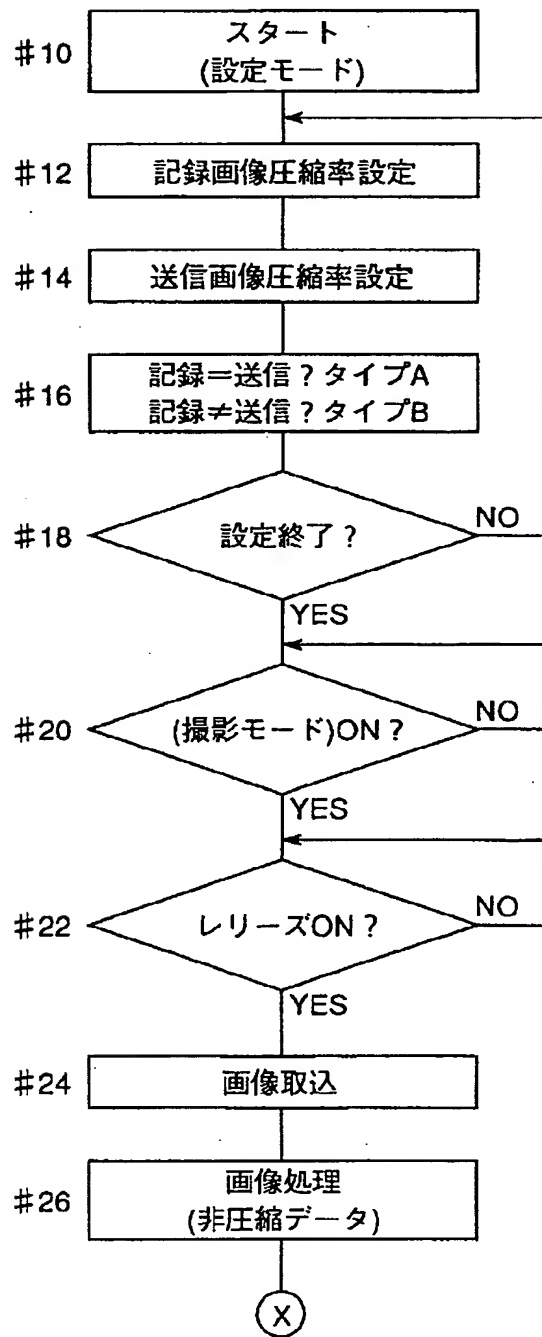 #10 スタート
(設定モード)
#12 記録画像圧縮率設定
#14 送信画像圧縮率設定
#16 記録=送信？タイプA
記録≠送信？タイプB
#18 設定終了？ NO
YES
#20 (撮影モード)ON？ NO
YES
#22 レリーズON？ NO
YES
#24 画像取込
#26 画像処理
(非圧縮データ)
X